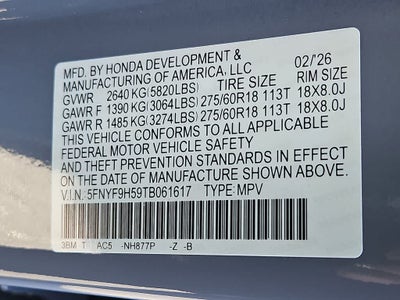 MFD. BY HONDA DEVELOPMENT & 02/'26
MANUFACTURING OF AMERICA, LLC
GVWR 2640 KG(5820LBS) TIRE SIZE RIM SIZE
GAWR F 1390 KG(3064LBS) 275/60R18 113T 18X8.0J
GAWR R 1485 KG(3274LBS) 275/60R18 113T 18X8.0J
THIS VEHICLE CONFORMS TO ALL APPLICABLE
FEDERAL MOTOR VEHICLE SAFETY
STANDARDS IN EFFECT ON THE
DATE OF MANUFACTURE SHOWN ABOVE.
V.I.N. 5FNYF9H59TB061617 TYPE: MPV
3BM T AC5 -NH877P -Z -B